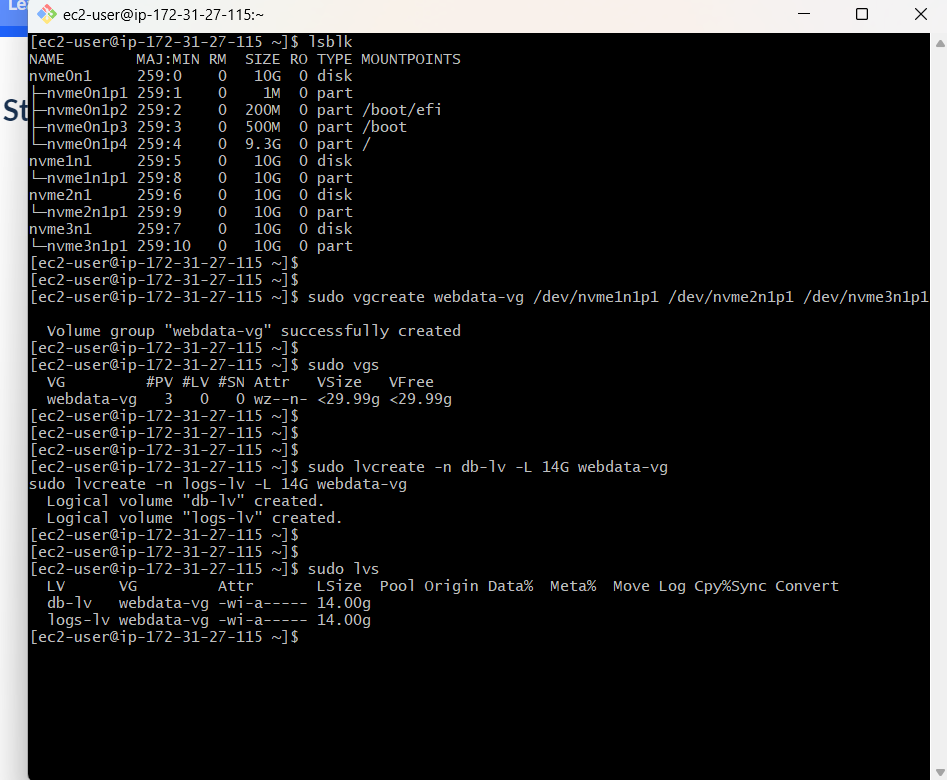 Le
St
ec2-user@ip-172-31-27-115:~
[ec2-user@ip-172-31-27-115 ~]$ lsblk
NAME        MAJ:MIN RM  SIZE RO TYPE MOUNTPOINTS
nvme0n1     259:0    0   10G  0 disk
├─nvme0n1p1 259:1    0    1M  0 part
├─nvme0n1p2 259:2    0  200M  0 part /boot/efi
├─nvme0n1p3 259:3    0  500M  0 part /boot
└─nvme0n1p4 259:4    0  9.3G  0 part /
nvme1n1     259:5    0   10G  0 disk
└─nvme1n1p1 259:8    0   10G  0 part
nvme2n1     259:6    0   10G  0 disk
└─nvme2n1p1 259:9    0   10G  0 part
nvme3n1     259:7    0   10G  0 disk
└─nvme3n1p1 259:10   0   10G  0 part
[ec2-user@ip-172-31-27-115 ~]$
[ec2-user@ip-172-31-27-115 ~]$
[ec2-user@ip-172-31-27-115 ~]$ sudo vgcreate webdata-vg /dev/nvme1n1p1 /dev/nvme2n1p1 /dev/nvme3n1p1
  Volume group "webdata-vg" successfully created
[ec2-user@ip-172-31-27-115 ~]$
[ec2-user@ip-172-31-27-115 ~]$ sudo vgs
  VG         #PV #LV #SN Attr   VSize   VFree
  webdata-vg   3   0   0 wz--n- <29.99g <29.99g
[ec2-user@ip-172-31-27-115 ~]$
[ec2-user@ip-172-31-27-115 ~]$
[ec2-user@ip-172-31-27-115 ~]$
[ec2-user@ip-172-31-27-115 ~]$ sudo lvcreate -n db-lv -L 14G webdata-vg
sudo lvcreate -n logs-lv -L 14G webdata-vg
  Logical volume "db-lv" created.
  Logical volume "logs-lv" created.
[ec2-user@ip-172-31-27-115 ~]$
[ec2-user@ip-172-31-27-115 ~]$
[ec2-user@ip-172-31-27-115 ~]$ sudo lvs
  LV      VG         Attr       LSize  Pool Origin Data%  Meta%  Move Log Cpy%Sync Convert
  db-lv   webdata-vg -wi-a----- 14.00g
  logs-lv webdata-vg -wi-a----- 14.00g
[ec2-user@ip-172-31-27-115 ~]$